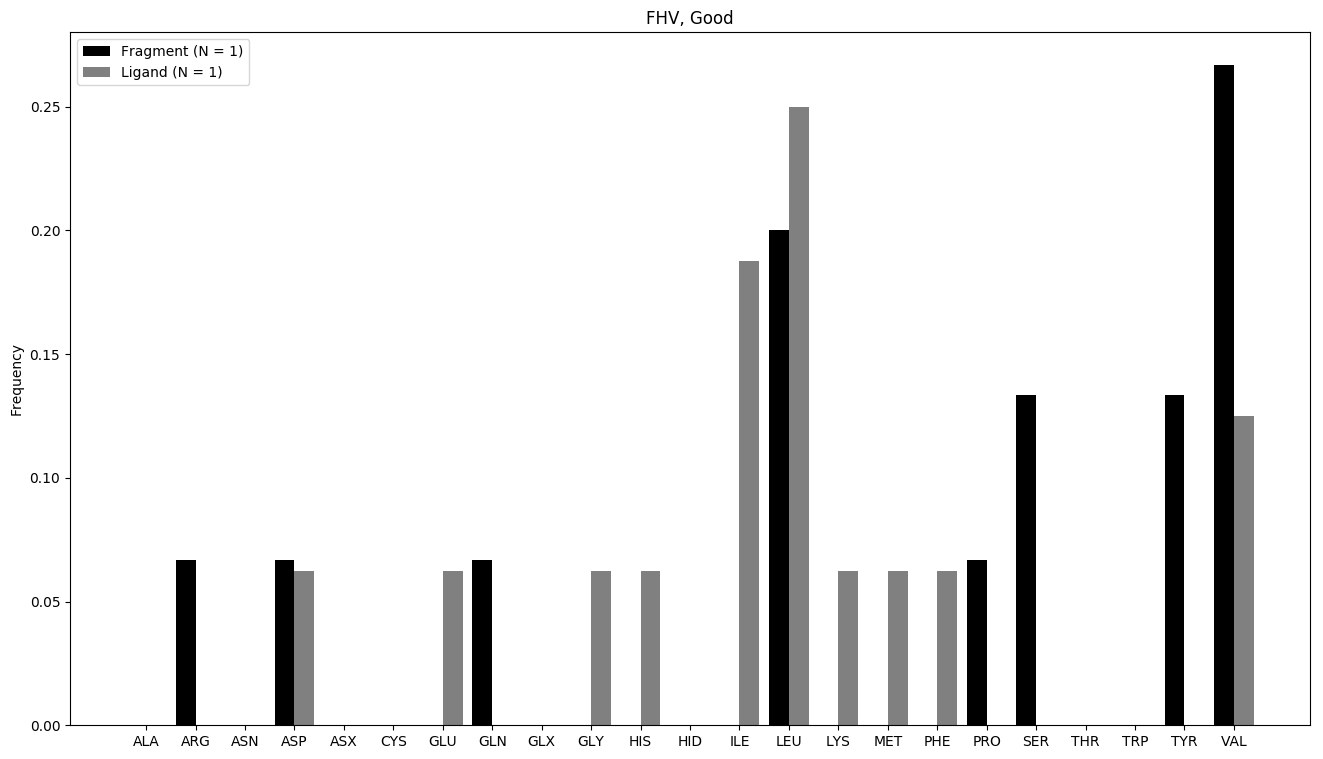 FHV, Good
Fragment (N = 1)
Ligand (N = 1)
Frequency
0.25
0.20
0.15
0.10
0.05
0.00
ALA ARG ASN ASP ASX CYS GLU GLN GLX GLY HIS HID ILE LEU LYS MET PHE PRO SER THR TRP TYR VAL